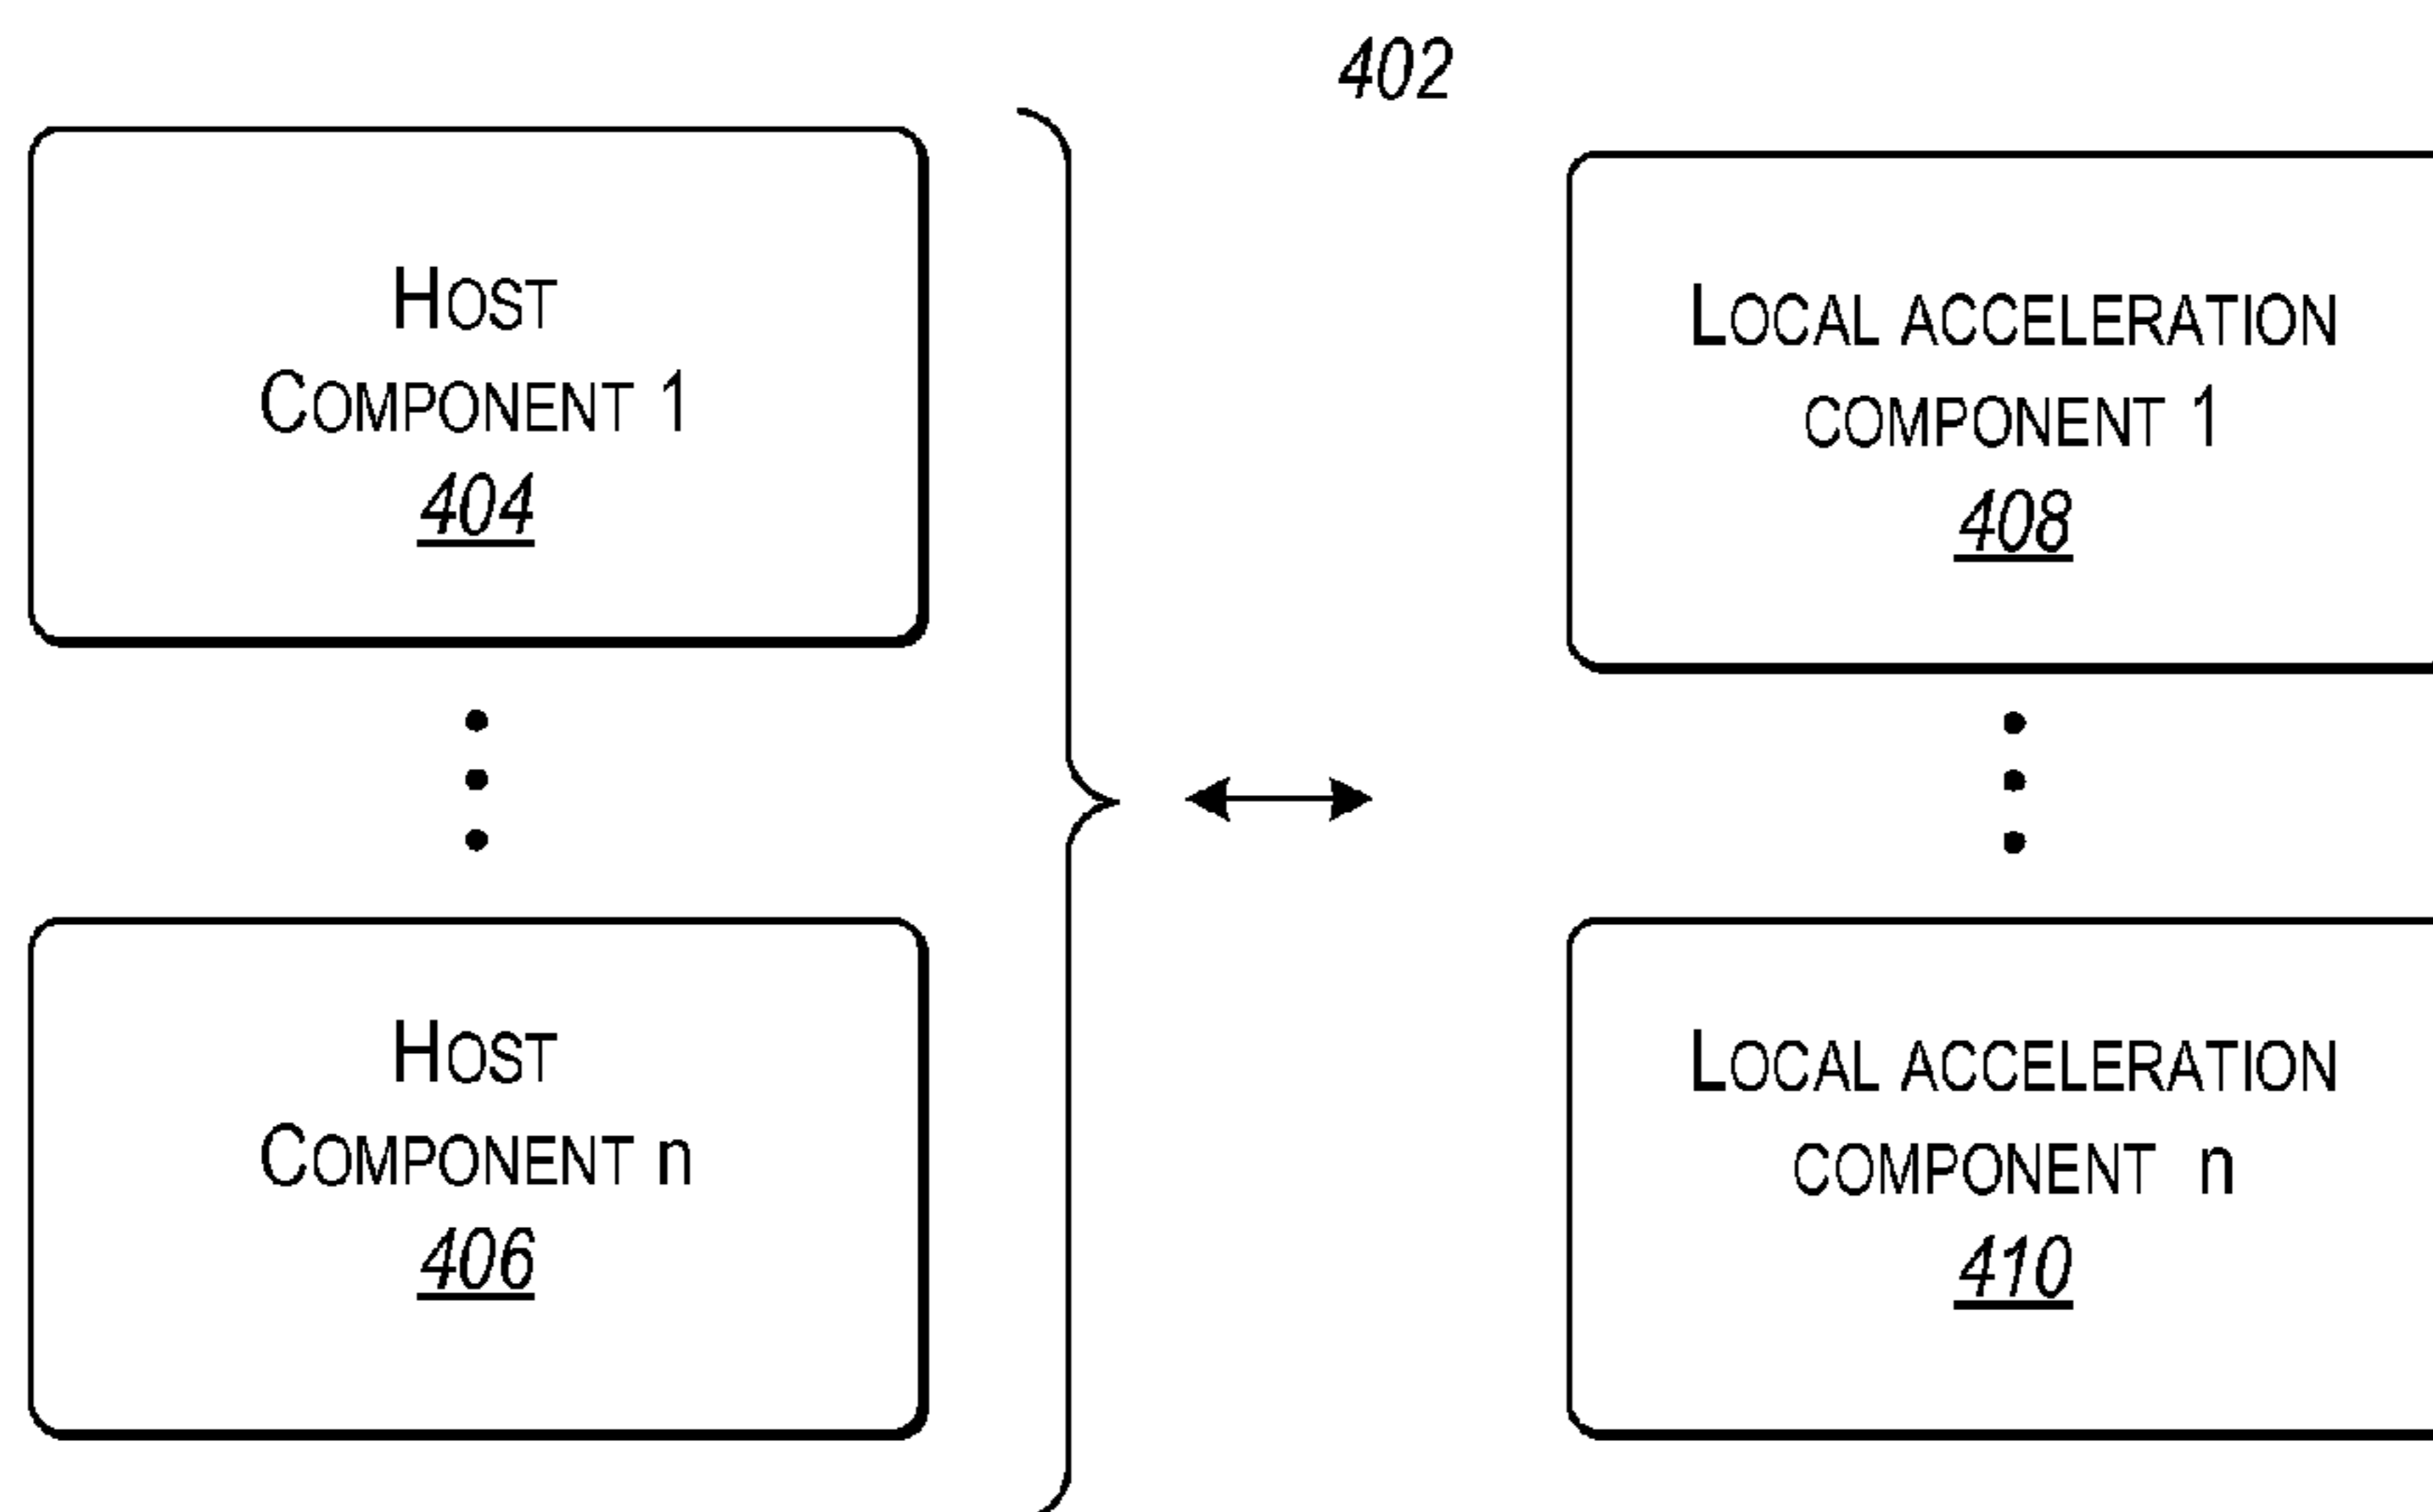 402
HOST
COMPONENT 1
404
LOCAL ACCELERATION
COMPONENT 1
408
HOST
COMPONENT n
406
LOCAL ACCELERATION
COMPONENT n
410